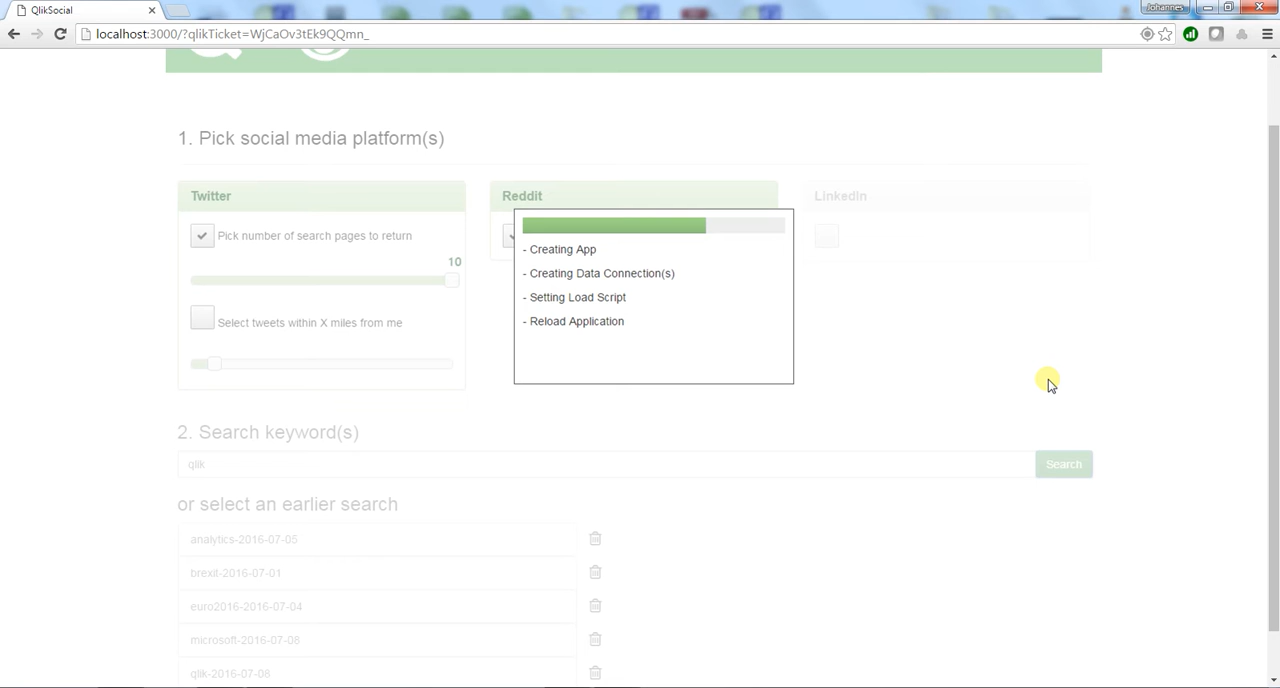 QlikSocial
Johannes
localhost:3000/?qlikTicket=WjCaOv3tEk9QQmn_
1. Pick social media platform(s)
Twitter
Pick number of search pages to return
10
Select tweets within X miles from me
Reddit
LinkedIn
- Creating App
- Creating Data Connection(s)
- Setting Load Script
- Reload Application
2. Search keyword(s)
qlik
Search
or select an earlier search
analytics-2016-07-05
brexit-2016-07-01
euro2016-2016-07-04
microsoft-2016-07-08
qlik-2016-07-08